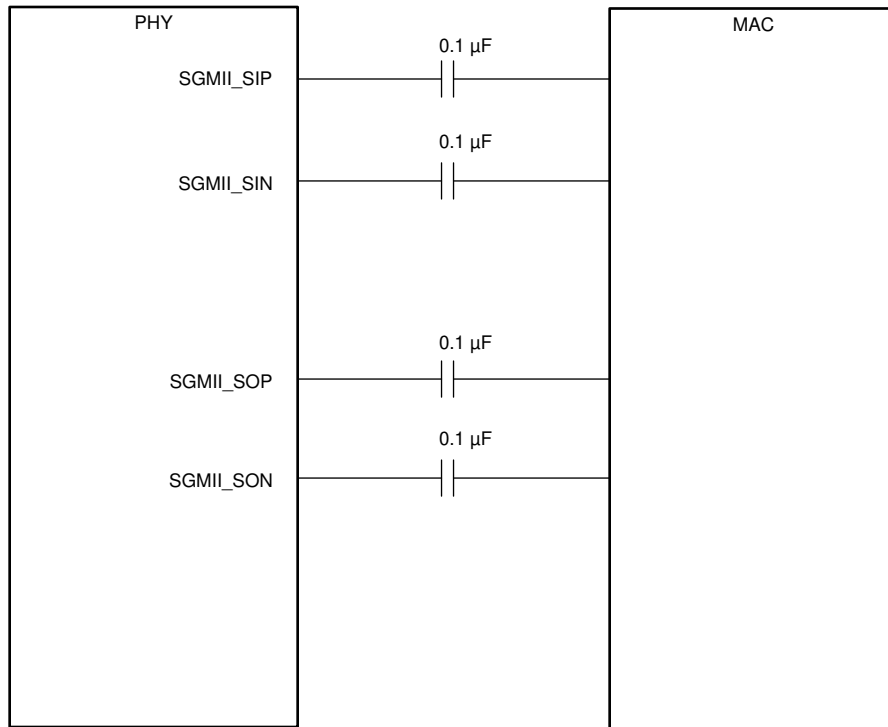 PHY
MAC
0.1 µF
SGMII_SIP
0.1 µF
SGMII_SIN
0.1 µF
SGMII_SOP
0.1 µF
SGMII_SON